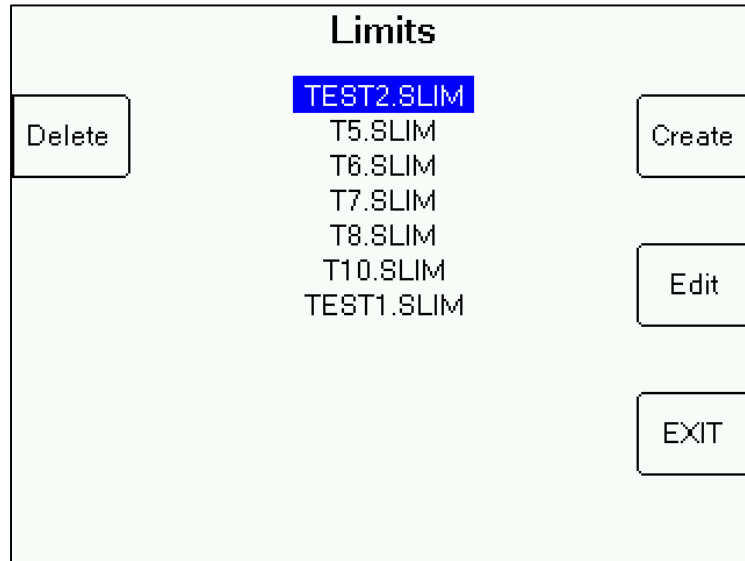 Limits
Delete
TEST2.SLIM
T5.SLIM
T6.SLIM
T7.SLIM
T8.SLIM
T10.SLIM
TEST1.SLIM
Create
Edit
EXIT